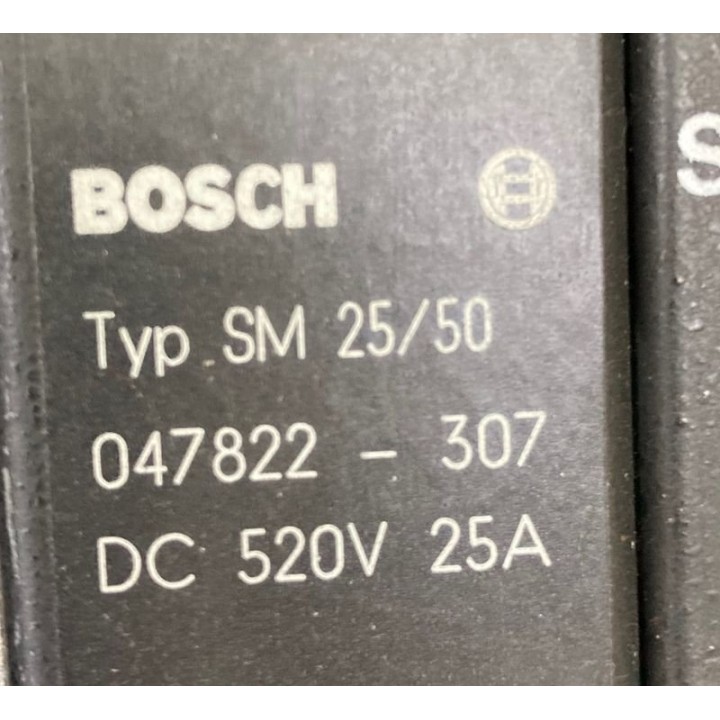 BOSCH
Typ SM 25/50
047822 - 307
DC 520V 25A
S